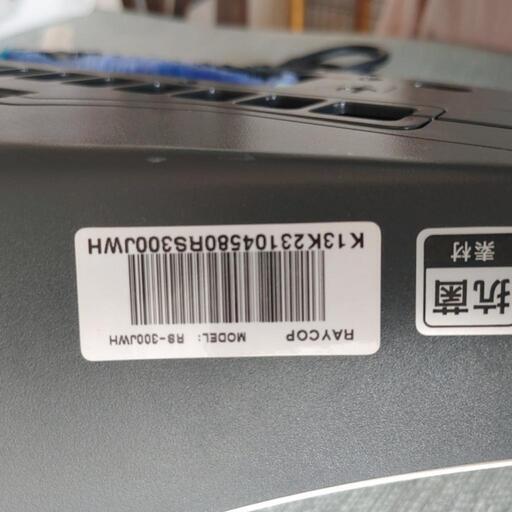 RAYCOP MODEL: RS-300JWH
K13K23104580RS300JWH
抗菌
素材